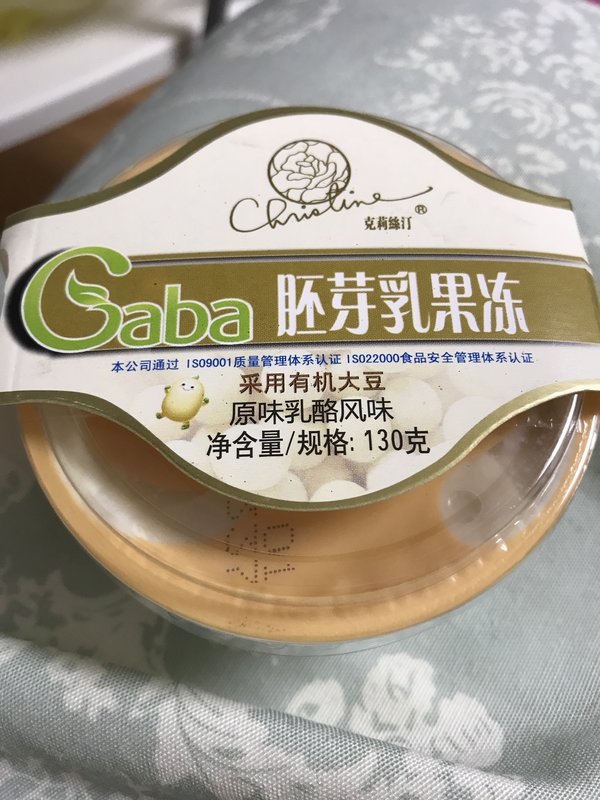 Christine
克莉絲汀®
Gaba 胚芽乳果冻
本公司通过 ISO9001质量管理体系认证 ISO22000食品安全管理体系认证
采用有机大豆
原味乳酪风味
净含量/规格: 130克